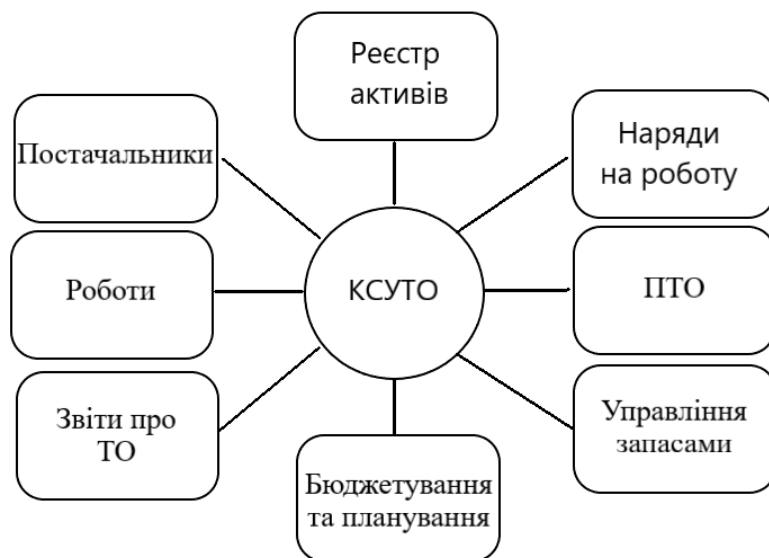 Реєстр
активів
Постачальники
Наряди
на роботу
Роботи
КСУТО
ПТО
Звіти про
ТО
Бюджетування
та планування
Управління
запасами